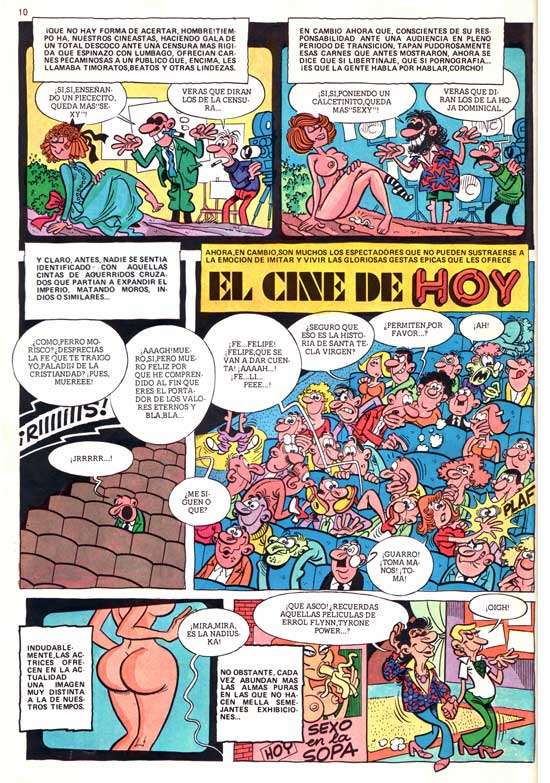 10
¡QUE NO HAY FORMA DE ACERTAR, HOMBRE!TIEM-
PO HA, NUESTROS CINEASTAS, HACIENDO GALA DE
UN TOTAL DESCOCO ANTE UNA CENSURA MAS RIGI-
DA QUE ESPINAZO CON LUMBAGO, OFRECIAN CAR-
NES PECAMINOSAS A UN PUBLICO QUE, ENCIMA, LES
LLAMABA TIMORATOS,BEATOS Y OTRAS LINDEZAS.
¡SI,SI,ENSEÑAN-
DO UN PIECECITO,
QUEDA MAS"SE-
XY"!
VERAS QUE DIRAN
LOS DE LA CENSU-
RA...
EN CAMBIO AHORA QUE, CONSCIENTES DE SU RES-
PONSABILIDAD ANTE UNA AUDIENCIA EN PLENO
PERIODO DE TRANSICION, TAPAN PUDOROSAMENTE
ESAS CARNES QUE ANTES MOSTRARON, AHORA SE
DICE QUE SI LIBERTINAJE, QUE SI PORNOGRAFIA...
¡ES QUE LA GENTE HABLA POR HABLAR,CORCHO!
¡SI,SI,PONIENDO UN
CALCETINITO,QUEDA
MAS "SEXY"!
VERAS QUE DI-
RAN LOS DE LA HO-
JA DOMINICAL.
Y CLARO, ANTES, NADIE SE SENTIA
IDENTIFICADO CON AQUELLAS
CINTAS DE AQUERRIDOS CRUZA-
DOS QUE PARTIAN A EXPANDIR EL
IMPERIO, MATANDO MOROS, IN-
DIOS O SIMILARES...
AHORA,EN CAMBIO,SON MUCHOS LOS ESPECTADORES QUE NO PUEDEN SUSTRAERSE A
LA EMOCION DE IMITAR Y VIVIR LAS GLORIOSAS GESTAS EPICAS QUE LES OFRECE
EL CINE DE HOY
¿COMO,PERRO MO-
RISCO?¿DESPRECIAS
LA FE QUE TE TRAIGO
YO,PALADIN DE LA
CRISTIANDAD? ¡PUES,
MUEREEE!
¡AAAGH!MUE-
RO,SI,PERO MUE-
RO FELIZ POR
QUE HE COMPREN-
DIDO AL FIN QUE
ERES EL PORTA-
DOR DE LOS VALO-
RES ETERNOS Y
BLA,BLA...
¡RIIIIIIIS!
¡JRRRRR...!
¡FE...FELIPE!
¡FELIPE,QUE SE
VAN A DAR CUEN-
TA! ¡AAAAH...!
¡FE...LI...
PEEE...!
¿SEGURO QUE
ESO ES LA HISTO-
RIA DE SANTA TE-
CLA VIRGEN?
¿PERMITEN,POR
FAVOR...?
¡AH!
¿ME SI-
GUEN O
QUE?
PLAF
¡GUARRO!
¡TOMA MA-
NOS! ¡TO-
MA!
INDUDABLE-
MENTE,LAS AC-
TRICES OFRE-
CEN EN LA AC-
TUALIDAD
UNA IMAGEN
MUY DISTINTA
A LA DE NUES-
TROS TIEMPOS.
¡MIRA,MIRA,
ES LA NADIUS-
KA!
NO OBSTANTE, CADA
VEZ ABUNDAN MAS
LAS ALMAS PURAS
EN LAS QUE NO HA-
CEN MELLA SEME-
JANTES EXHIBICIO-
NES...
¡QUE ASCO! ¿RECUERDAS
AQUELLAS PELICULAS DE
ERROL FLYNN,TYRONE
POWER...?
¡OIGH!
HOY
SEXO
en la
SOPA